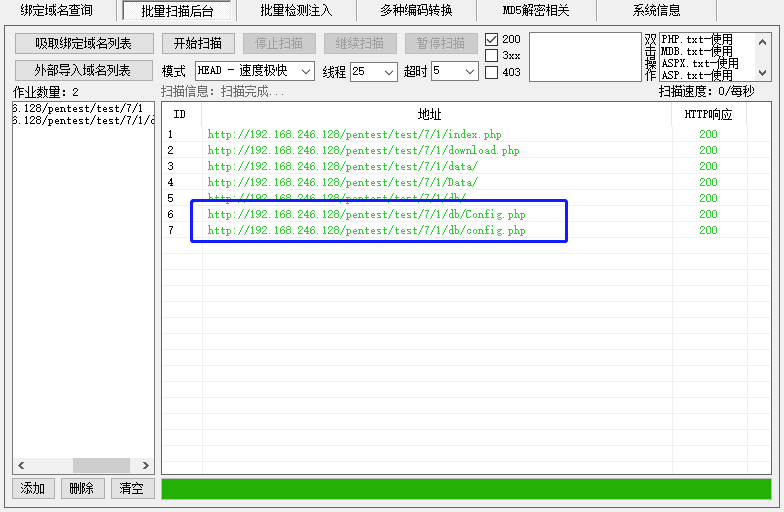 绑定域名查询 批量扫描后台 批量检测注入 多种编码转换 MD5解密相关 系统信息
吸取绑定域名列表 开始扫描 停止扫描 继续扫描 暂停扫描
外部导入域名列表 模式 HEAD - 速度极快 线程 25 超时 5
200
3xx
403
双击操作
PHP.txt-使用
MDB.txt-使用
ASPX.txt-使用
ASP.txt-使用
作业数量: 2 扫描信息: 扫描完成... 扫描速度: 0/每秒
6.128/pentest/test/7/1
6.128/pentest/test/7/1/
ID 地址 HTTP响应
1 http://192.168.246.128/pentest/test/7/1/index.php 200
2 http://192.168.246.128/pentest/test/7/1/download.php 200
3 http://192.168.246.128/pentest/test/7/1/data/ 200
4 http://192.168.246.128/pentest/test/7/1/Data/ 200
5 http://192.168.246.128/pentest/test/7/1/db/ 200
6 http://192.168.246.128/pentest/test/7/1/db/Config.php 200
7 http://192.168.246.128/pentest/test/7/1/db/config.php 200
添加 删除 清空